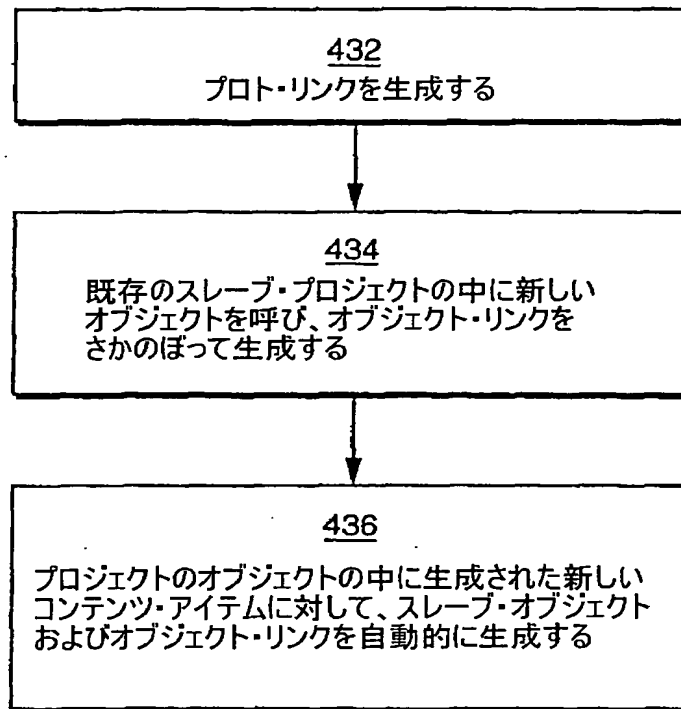 432
プロト・リンクを生成する
434
既存のスレーブ・プロジェクトの中に新しい
オブジェクトを呼び、オブジェクト・リンクを
さかのぼって生成する
436
プロジェクトのオブジェクトの中に生成された新しい
コンテンツ・アイテムに対して、スレーブ・オブジェクト
およびオブジェクト・リンクを自動的に生成する